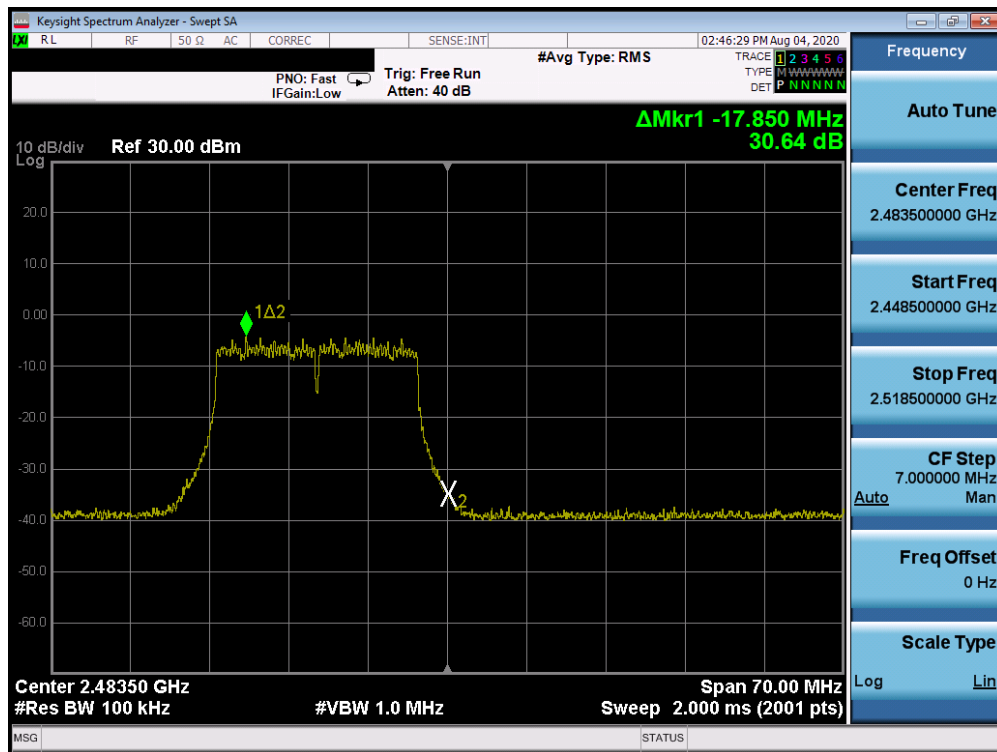 Keysight Spectrum Analyzer - Swept SA
LXI RL RF 50 Ω AC CORREC SENSE:INT 02:46:29 PM Aug 04, 2020
PNO: Fast
IFGain:Low
Trig: Free Run
Atten: 40 dB
#Avg Type: RMS
TRACE 1 2 3 4 5 6
TYPE M WWWWW
DET P N N N N N
ΔMkr1 -17.850 MHz
30.64 dB
10 dB/div
Log
Ref 30.00 dBm
20.0
10.0
0.00
-10.0
-20.0
-30.0
-40.0
-50.0
-60.0
1Δ2
2
Center 2.48350 GHz
Span 70.00 MHz
#Res BW 100 kHz
#VBW 1.0 MHz
Sweep 2.000 ms (2001 pts)
MSG
STATUS
Frequency
Auto Tune
Center Freq
2.483500000 GHz
Start Freq
2.448500000 GHz
Stop Freq
2.518500000 GHz
CF Step
7.000000 MHz
Auto Man
Freq Offset
0 Hz
Scale Type
Log Lin